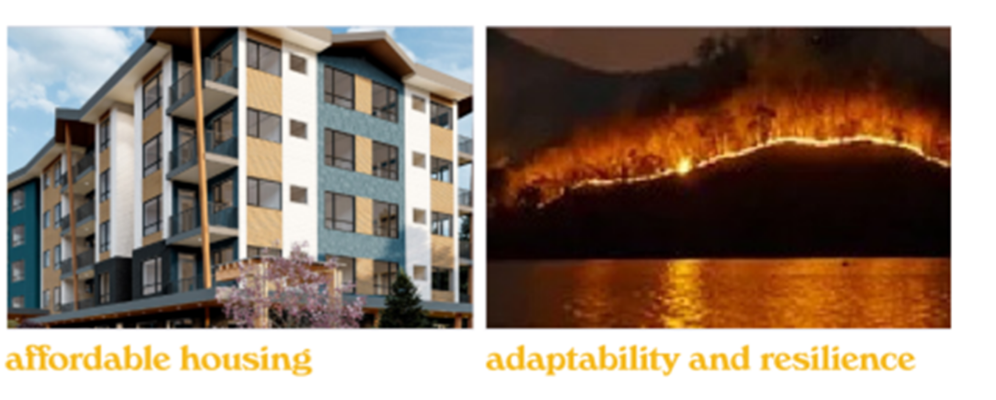 affordable housing
adaptability and resilience